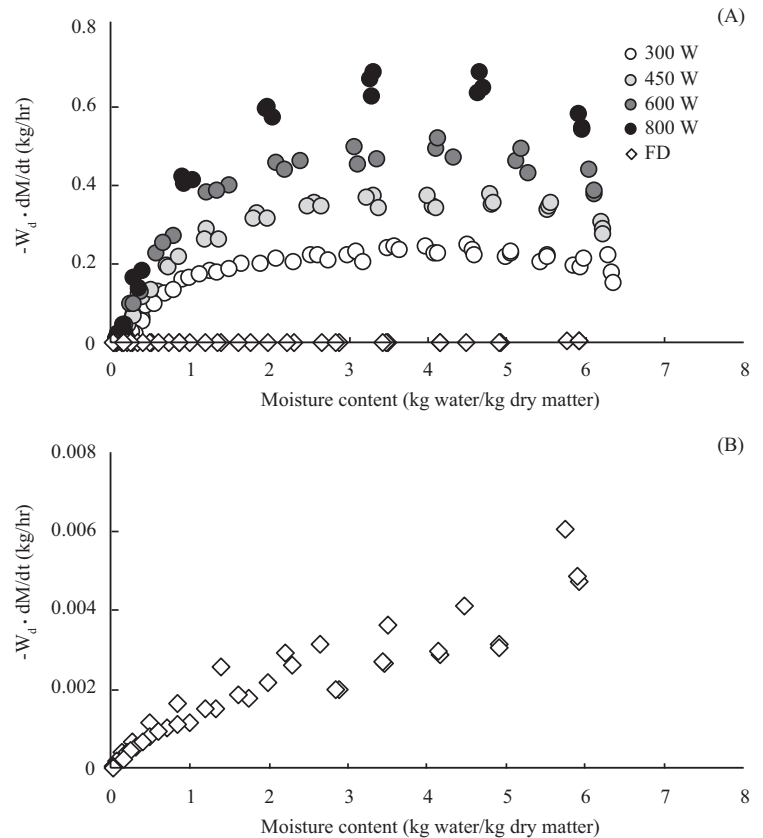 (A)
0.8
0.6
0.4
0.2
0
-W_d · dM/dt (kg/hr)
300 W
450 W
600 W
800 W
FD
0 1 2 3 4 5 6 7 8
Moisture content (kg water/kg dry matter)
(B)
0.008
0.006
0.004
0.002
0
-W_d · dM/dt (kg/hr)
0 1 2 3 4 5 6 7 8
Moisture content (kg water/kg dry matter)